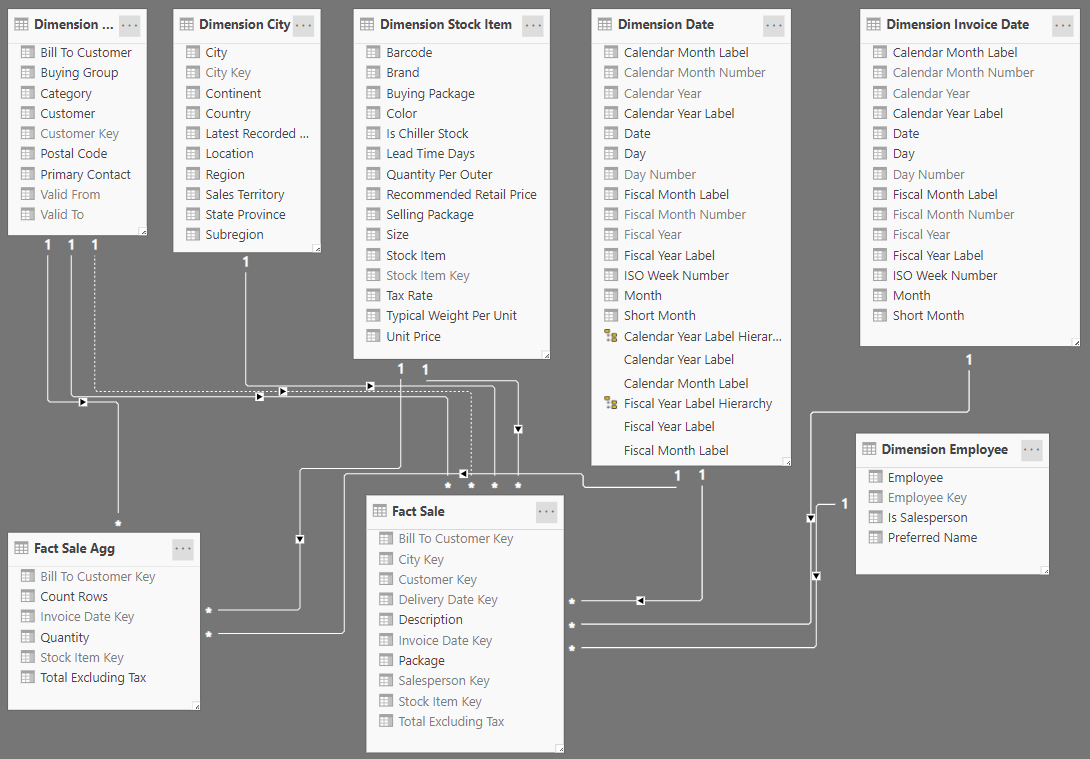 Dimension ...
Bill To Customer
Buying Group
Category
Customer
Customer Key
Postal Code
Primary Contact
Valid From
Valid To
Dimension City
City
City Key
Continent
Country
Latest Recorded ...
Location
Region
Sales Territory
State Province
Subregion
Dimension Stock Item
Barcode
Brand
Buying Package
Color
Is Chiller Stock
Lead Time Days
Quantity Per Outer
Recommended Retail Price
Selling Package
Size
Stock Item
Stock Item Key
Tax Rate
Typical Weight Per Unit
Unit Price
Dimension Date
Calendar Month Label
Calendar Month Number
Calendar Year
Calendar Year Label
Date
Day
Day Number
Fiscal Month Label
Fiscal Month Number
Fiscal Year
Fiscal Year Label
ISO Week Number
Month
Short Month
Calendar Year Label Hierar...
Calendar Year Label
Calendar Month Label
Fiscal Year Label Hierarchy
Fiscal Year Label
Fiscal Month Label
Dimension Invoice Date
Calendar Month Label
Calendar Month Number
Calendar Year
Calendar Year Label
Date
Day
Day Number
Fiscal Month Label
Fiscal Month Number
Fiscal Year
Fiscal Year Label
ISO Week Number
Month
Short Month
1 1 1
1
1 1
1 1
1
1
* * * *
*
*
*
*
*
*
Dimension Employee
Employee
Employee Key
Is Salesperson
Preferred Name
Fact Sale Agg
Bill To Customer Key
Count Rows
Invoice Date Key
Quantity
Stock Item Key
Total Excluding Tax
Fact Sale
Bill To Customer Key
City Key
Customer Key
Delivery Date Key
Description
Invoice Date Key
Package
Salesperson Key
Stock Item Key
Total Excluding Tax